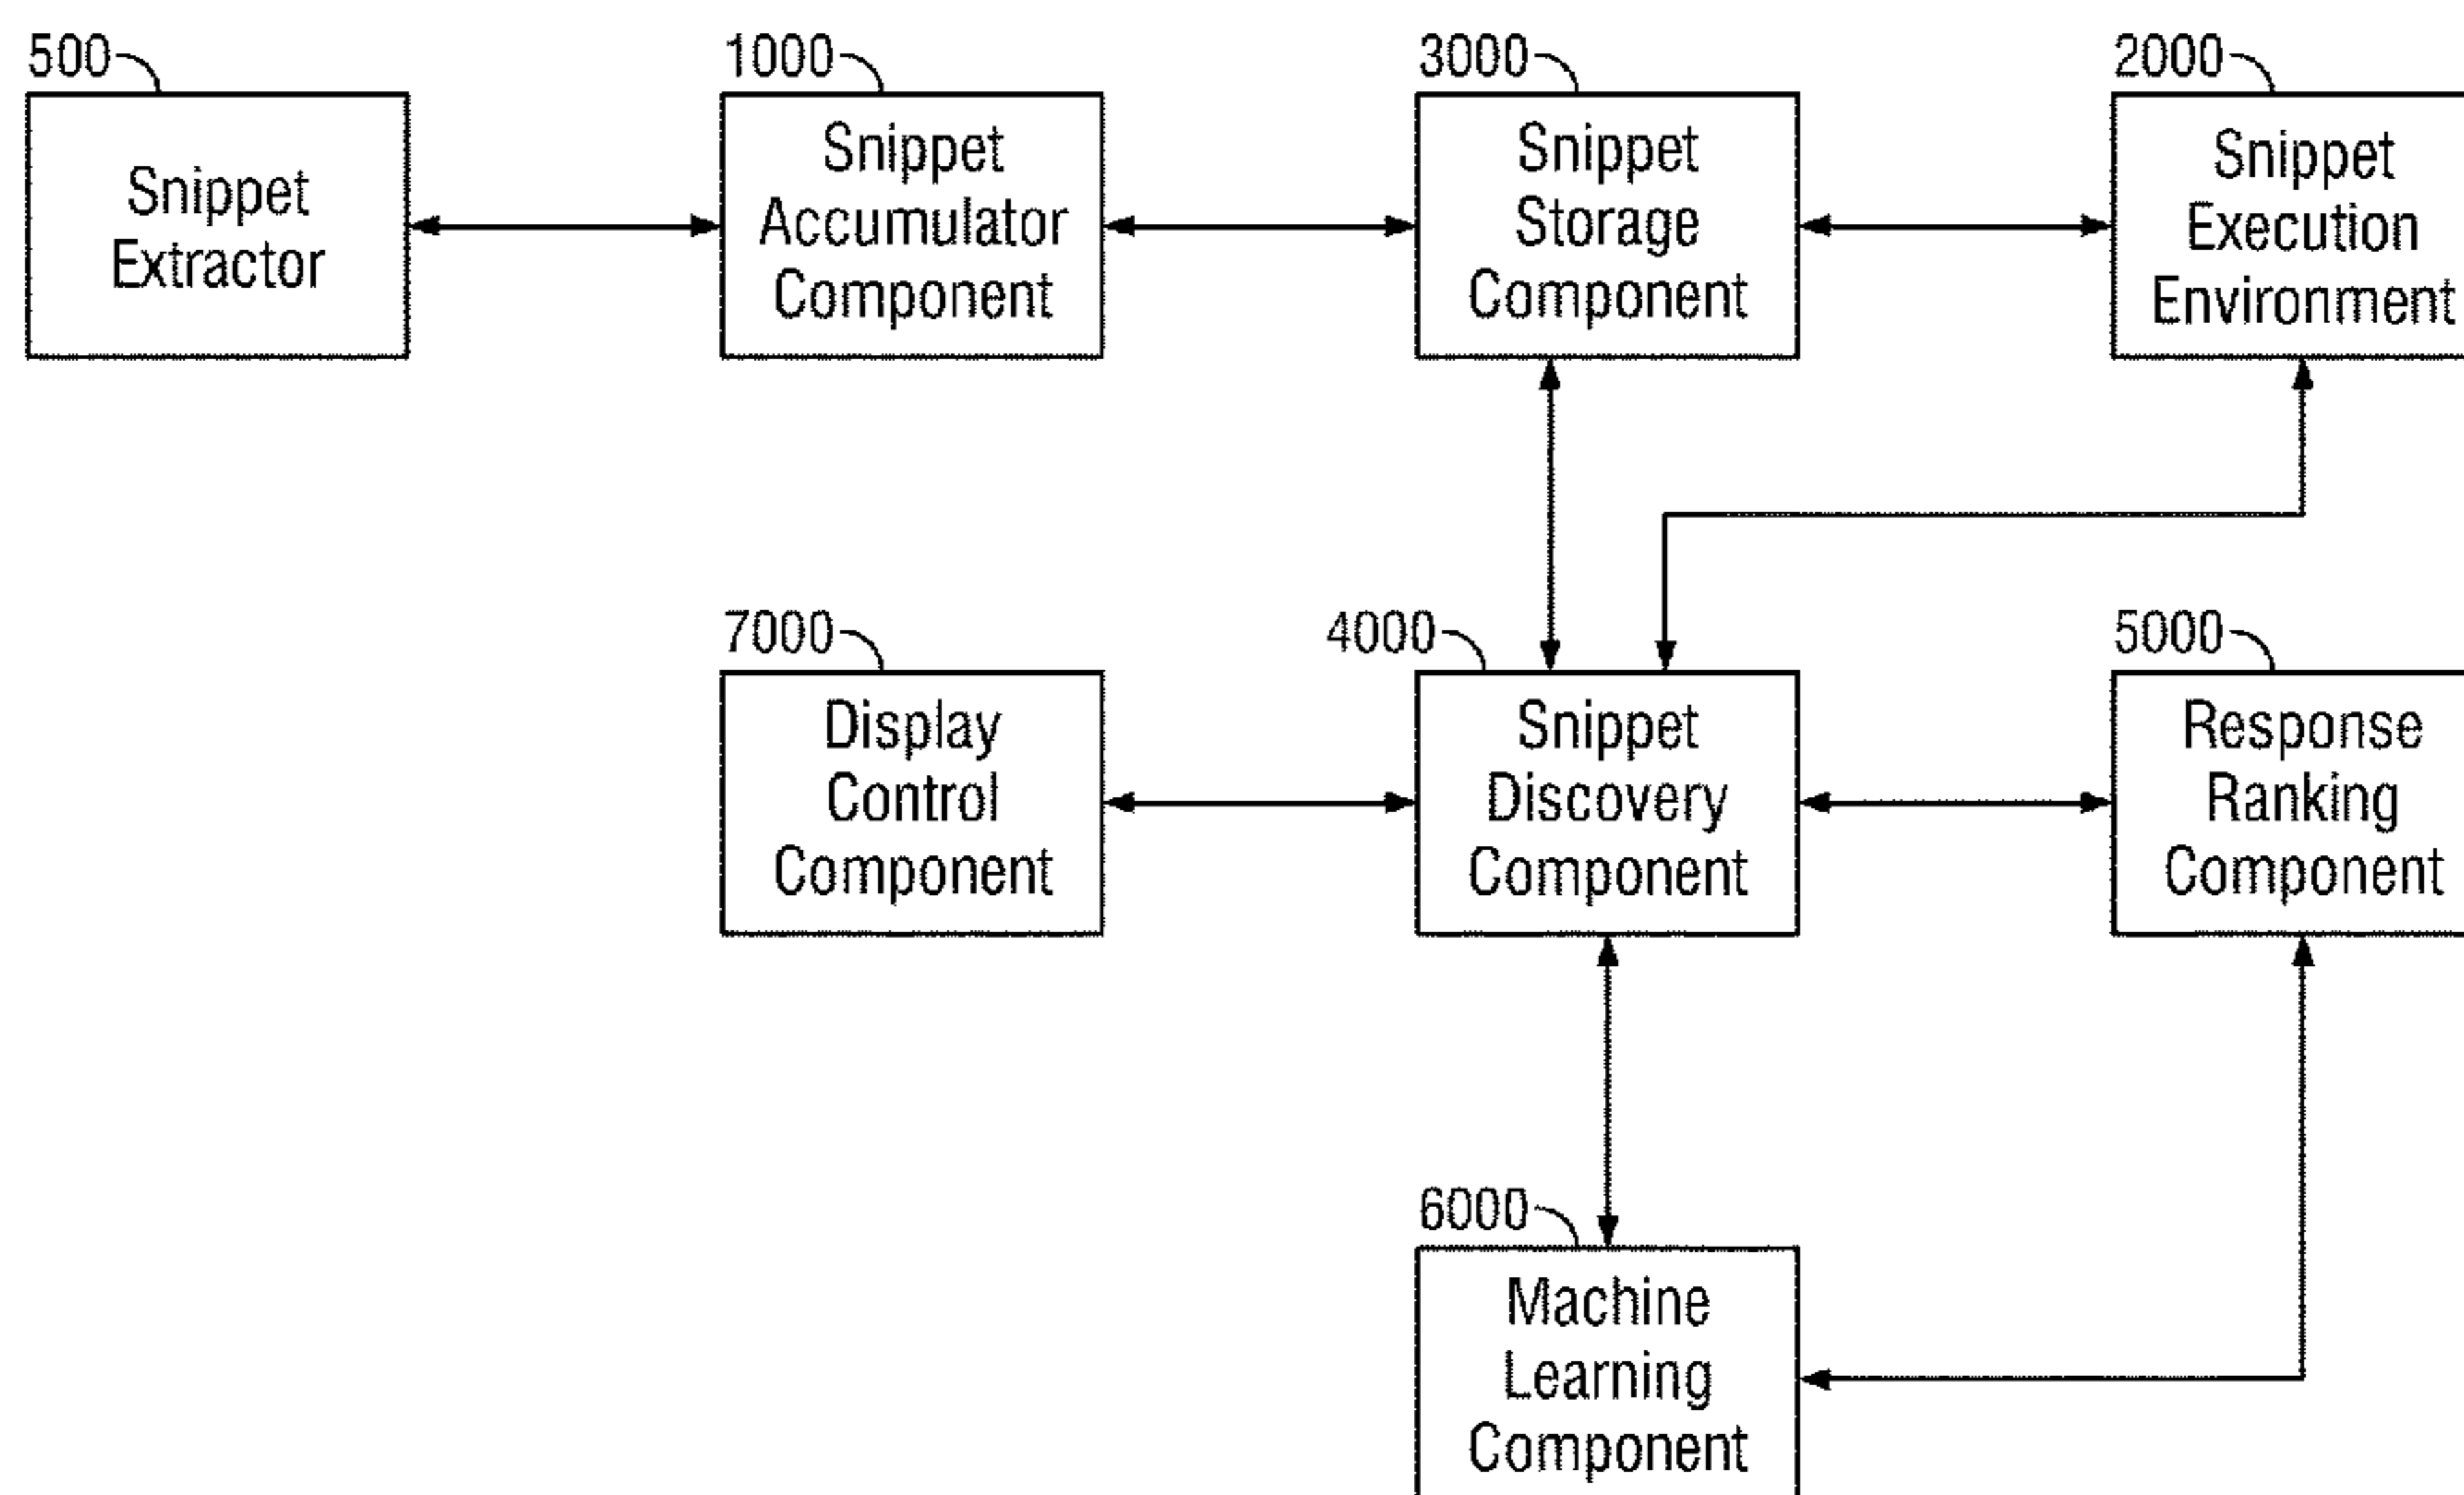 500
Snippet
Extractor
1000
Snippet
Accumulator
Component
3000
Snippet
Storage
Component
2000
Snippet
Execution
Environment
7000
Display
Control
Component
4000
Snippet
Discovery
Component
5000
Response
Ranking
Component
6000
Machine
Learning
Component